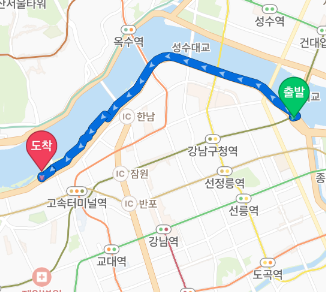 산서울타워
성수역
옥수역
성수대교
건대입
출발
교
IC 한남
도착
강남구청역
IC 잠원
선정릉역
종
고속터미널역
IC 반포
선릉역
강남역
교대역
도곡역